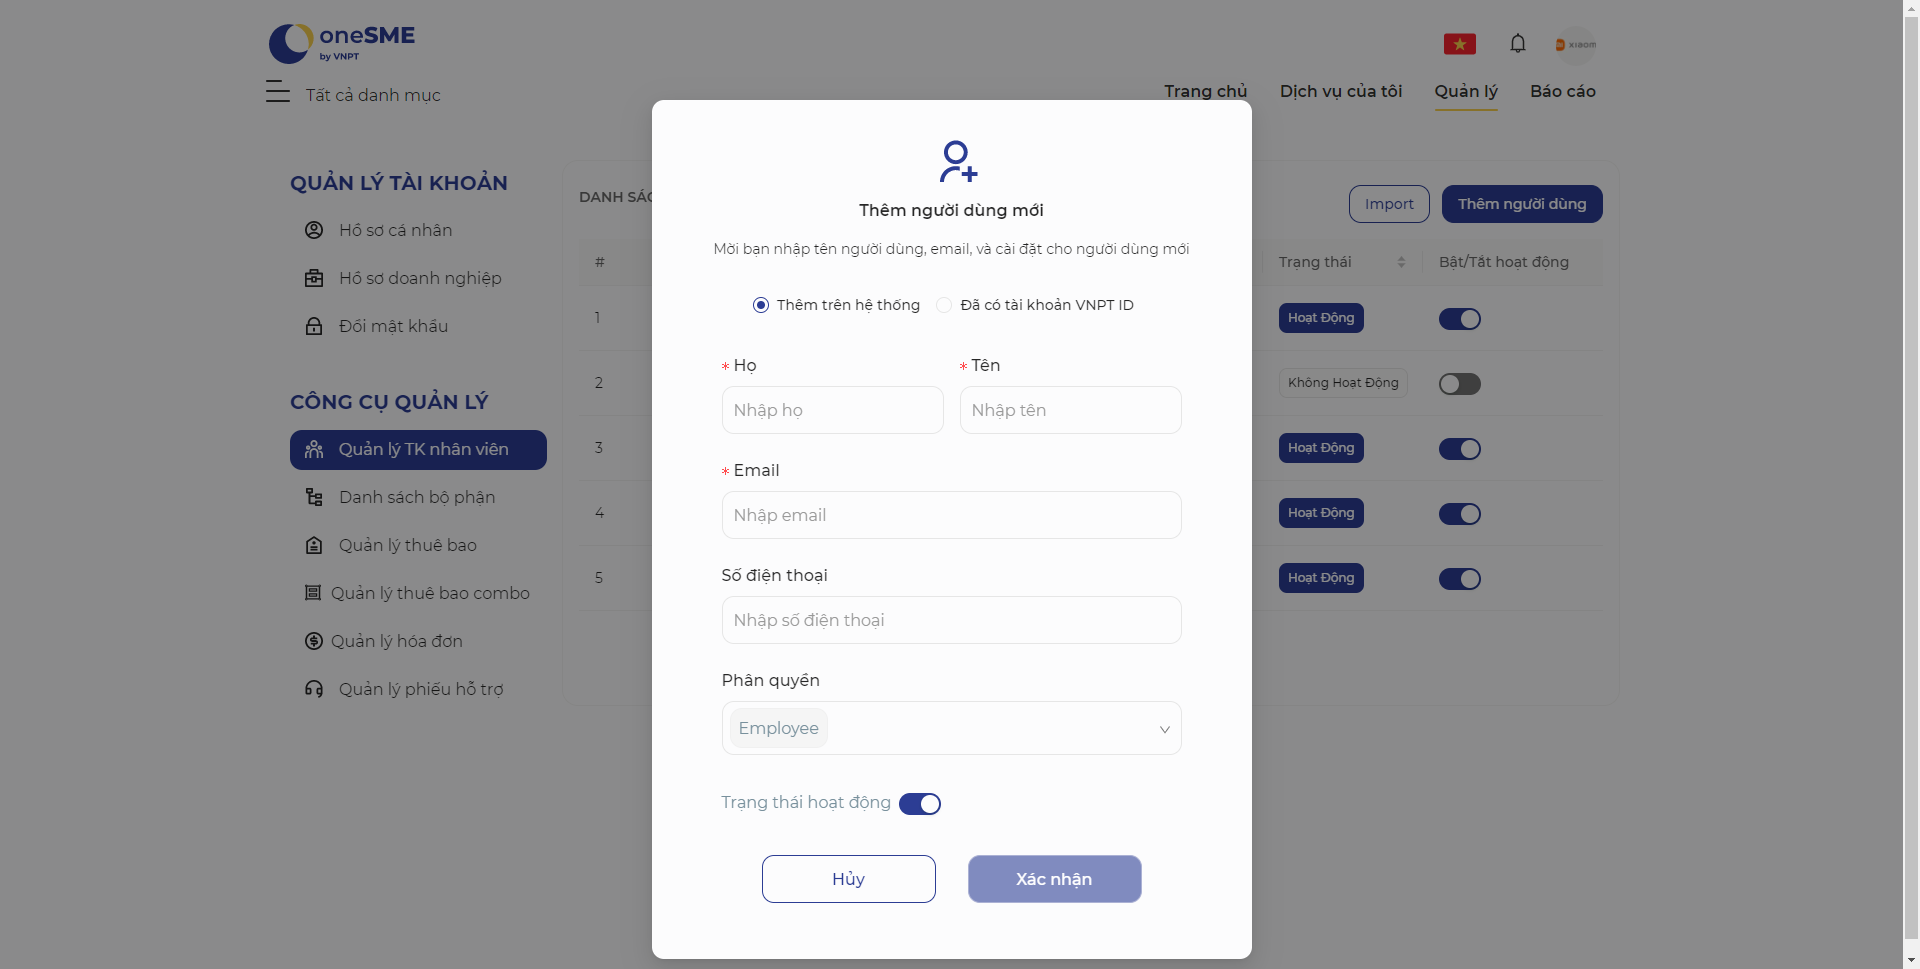 oneSME
by VNPT
xiaom
Tất cả danh mục
Trang chủ
Dịch vụ của tôi
Quản lý
Báo cáo
QUẢN LÝ TÀI KHOẢN
Hồ sơ cá nhân
Hồ sơ doanh nghiệp
Đổi mật khẩu
CÔNG CỤ QUẢN LÝ
Quản lý TK nhân viên
Danh sách bộ phận
Quản lý thuê bao
Quản lý thuê bao combo
Quản lý hóa đơn
Quản lý phiếu hỗ trợ
DANH SÁC
Import
Thêm người dùng
#
Trạng thái
Bật/Tắt hoạt động
1
Hoạt Động
2
Không Hoạt Động
3
Hoạt Động
4
Hoạt Động
5
Hoạt Động
Thêm người dùng mới
Mời bạn nhập tên người dùng, email, và cài đặt cho người dùng mới
Thêm trên hệ thống
Đã có tài khoản VNPT ID
* Họ
* Tên
Nhập họ
Nhập tên
* Email
Nhập email
Số điện thoại
Nhập số điện thoại
Phân quyền
Employee
Trạng thái hoạt động
Hủy
Xác nhận